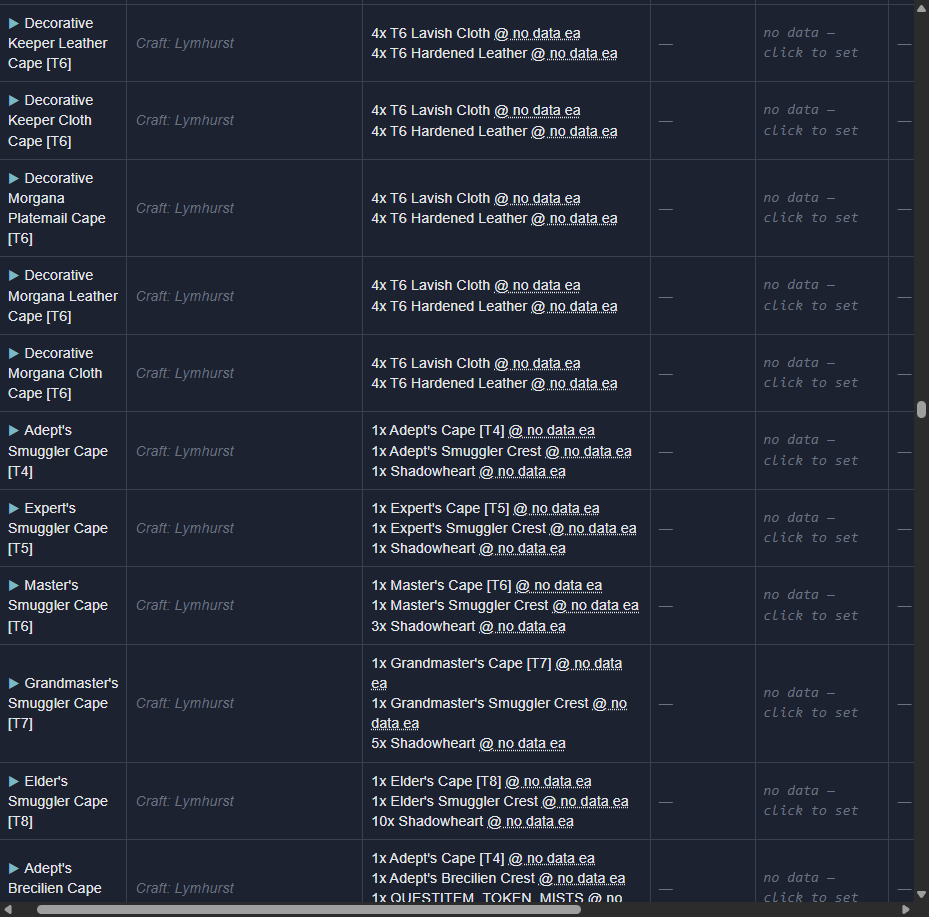 ▶ Decorative
Keeper Leather
Cape [T6]
Craft: Lymhurst
4x T6 Lavish Cloth @ no data ea
4x T6 Hardened Leather @ no data ea
—
no data —
click to set
—
▶ Decorative
Keeper Cloth
Cape [T6]
Craft: Lymhurst
4x T6 Lavish Cloth @ no data ea
4x T6 Hardened Leather @ no data ea
—
no data —
click to set
—
▶ Decorative
Morgana
Platemail Cape
[T6]
Craft: Lymhurst
4x T6 Lavish Cloth @ no data ea
4x T6 Hardened Leather @ no data ea
—
no data —
click to set
—
▶ Decorative
Morgana Leather
Cape [T6]
Craft: Lymhurst
4x T6 Lavish Cloth @ no data ea
4x T6 Hardened Leather @ no data ea
—
no data —
click to set
—
▶ Decorative
Morgana Cloth
Cape [T6]
Craft: Lymhurst
4x T6 Lavish Cloth @ no data ea
4x T6 Hardened Leather @ no data ea
—
no data —
click to set
—
▶ Adept's
Smuggler Cape
[T4]
Craft: Lymhurst
1x Adept's Cape [T4] @ no data ea
1x Adept's Smuggler Crest @ no data ea
1x Shadowheart @ no data ea
—
no data —
click to set
—
▶ Expert's
Smuggler Cape
[T5]
Craft: Lymhurst
1x Expert's Cape [T5] @ no data ea
1x Expert's Smuggler Crest @ no data ea
1x Shadowheart @ no data ea
—
no data —
click to set
—
▶ Master's
Smuggler Cape
[T6]
Craft: Lymhurst
1x Master's Cape [T6] @ no data ea
1x Master's Smuggler Crest @ no data ea
3x Shadowheart @ no data ea
—
no data —
click to set
—
▶ Grandmaster's
Smuggler Cape
[T7]
Craft: Lymhurst
1x Grandmaster's Cape [T7] @ no data
ea
1x Grandmaster's Smuggler Crest @ no
data ea
5x Shadowheart @ no data ea
—
no data —
click to set
—
▶ Elder's
Smuggler Cape
[T8]
Craft: Lymhurst
1x Elder's Cape [T8] @ no data ea
1x Elder's Smuggler Crest @ no data ea
10x Shadowheart @ no data ea
—
no data —
click to set
—
▶ Adept's
Brecilien Cape
Craft: Lymhurst
1x Adept's Cape [T4] @ no data ea
1x Adept's Brecilien Crest @ no data ea
1x QUESTITEM_TOKEN_MISTS @ no
—
no data —
click to set
—